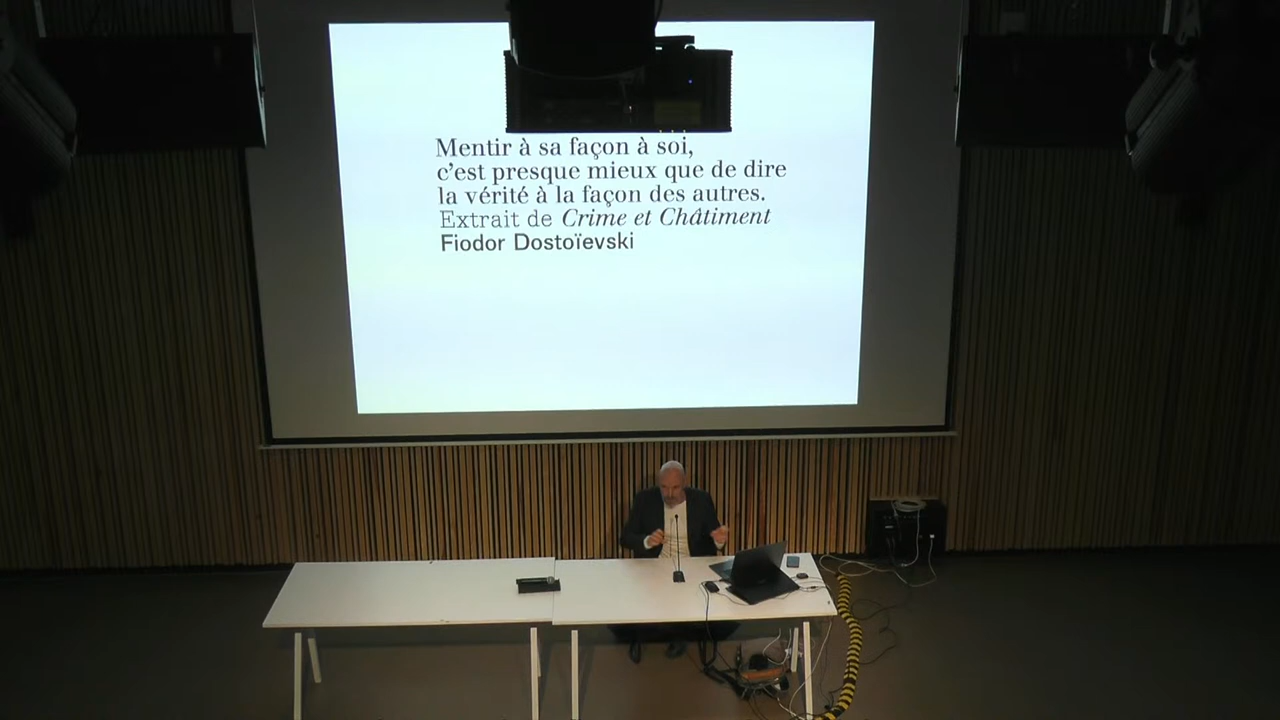 Mentir à sa façon à soi,
c’est presque mieux que de dire
la vérité à la façon des autres.
Extrait de Crime et Châtiment
Fiodor Dostoïevski